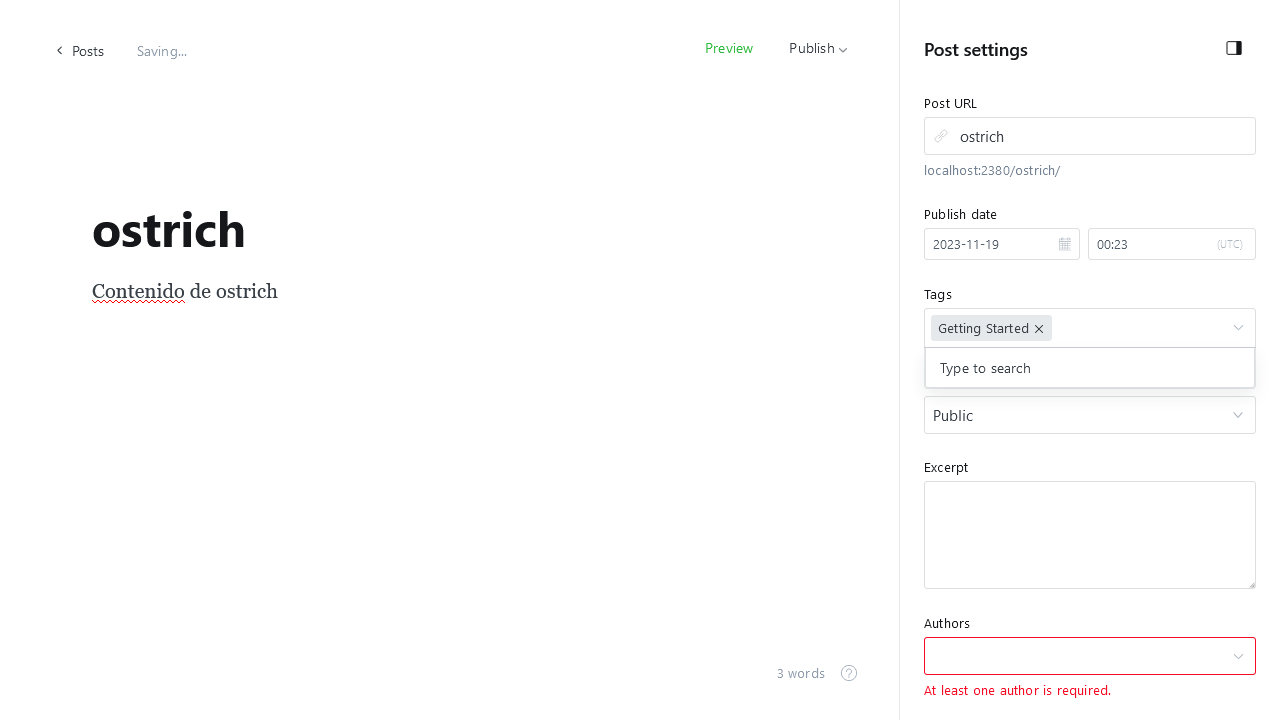 Posts
Saving...
Preview
Publish
ostrich
Contenido de ostrich
3 words
?
Post settings
Post URL
ostrich
localhost:2380/ostrich/
Publish date
2023-11-19
00:23
(UTC)
Tags
Getting Started
Type to search
Public
Excerpt
Authors
At least one author is required.